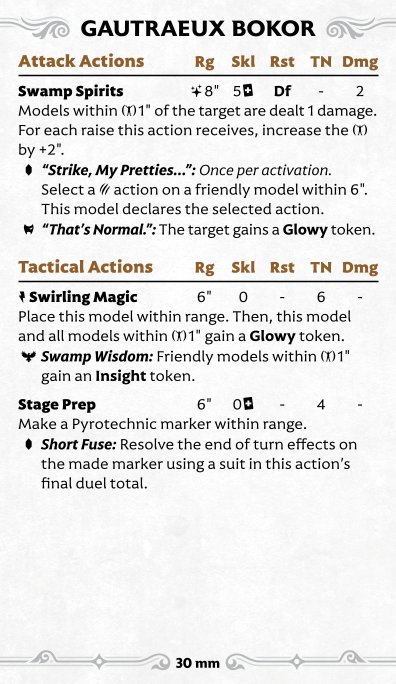 GAUTRAEUX BOKOR
Attack Actions Rg Skl Rst TN Dmg
Swamp Spirits 8" 5 Df - 2
Models within 1" of the target are dealt 1 damage.
For each raise this action receives, increase the
by +2".
"Strike, My Pretties...": Once per activation.
Select a action on a friendly model within 6".
This model declares the selected action.
"That's Normal.": The target gains a Glowy token.
Tactical Actions Rg Skl Rst TN Dmg
Swirling Magic 6" 0 - 6 -
Place this model within range. Then, this model
and all models within 1" gain a Glowy token.
Swamp Wisdom: Friendly models within 1"
gain an Insight token.
Stage Prep 6" 0 - 4 -
Make a Pyrotechnic marker within range.
Short Fuse: Resolve the end of turn effects on
the made marker using a suit in this action's
final duel total.
30 mm